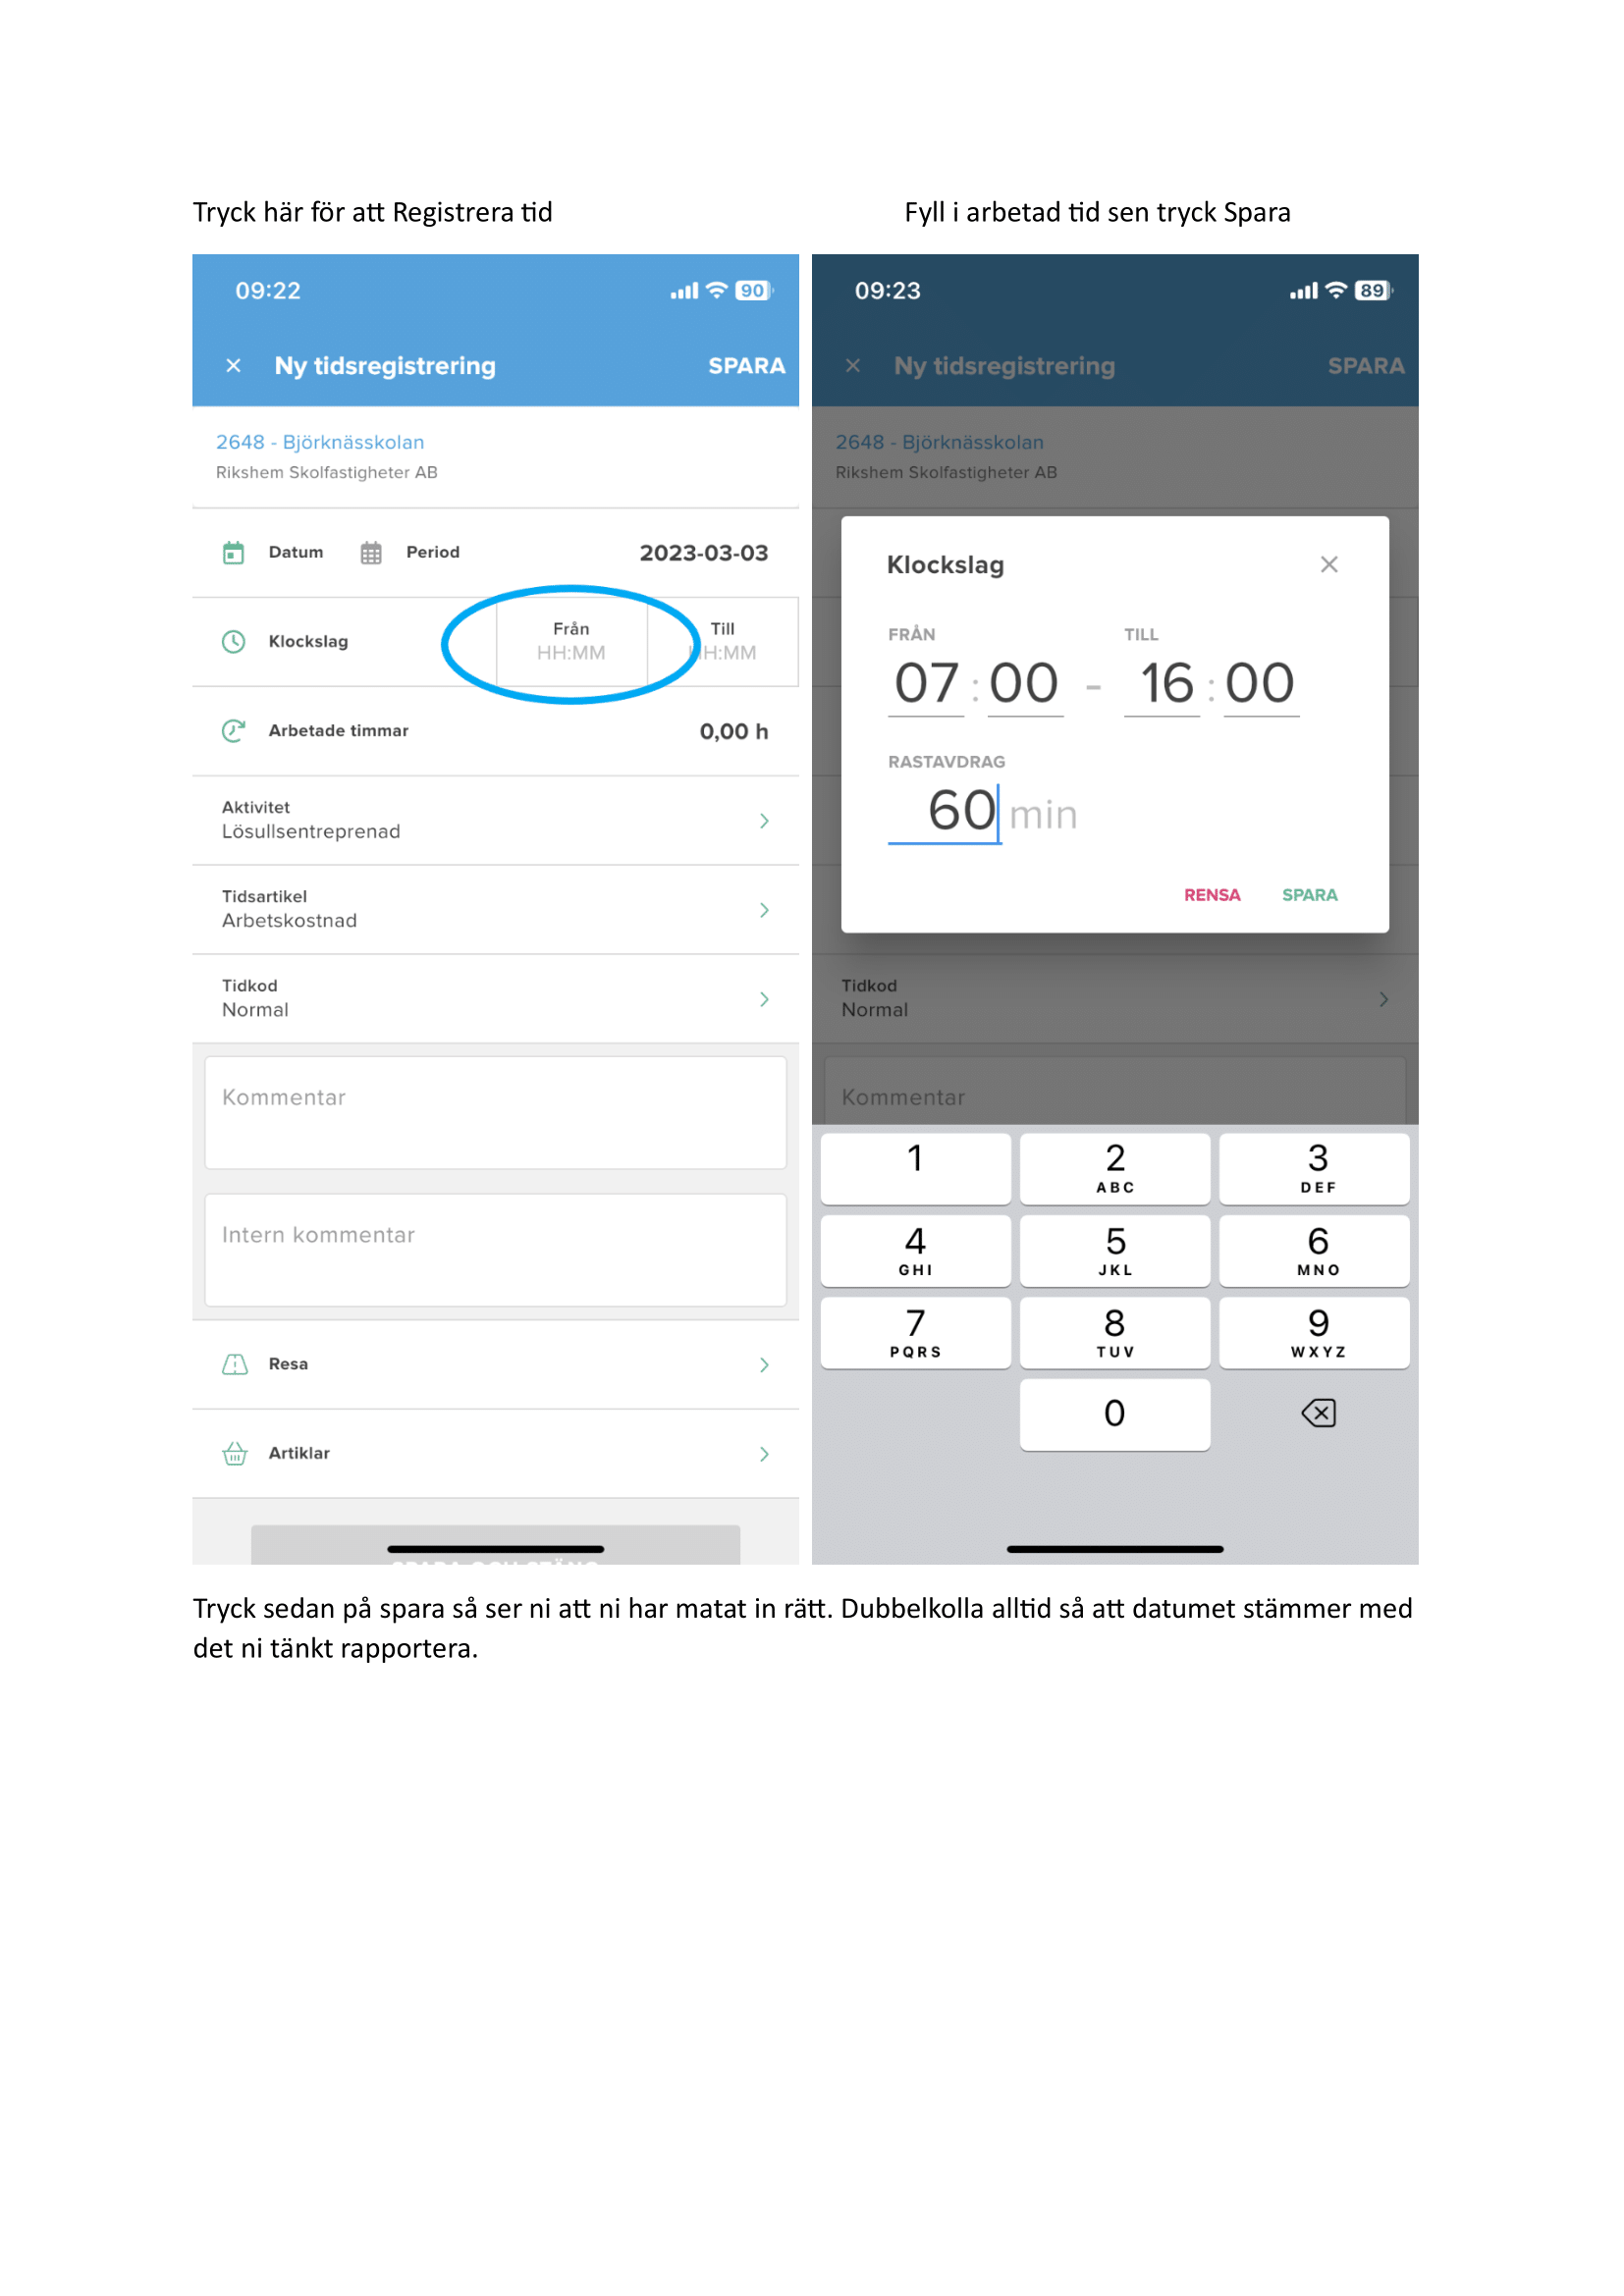 Tryck här för att Registrera tid
Fyll i arbetad tid sen tryck Spara
09:22
90
× Ny tidsregistrering SPARA
2648 - Björknässkolan
Rikshem Skolfastigheter AB
Datum Period 2023-03-03
Klockslag
Från
HH:MM
Till
HH:MM
Arbetade timmar 0,00 h
Aktivitet
Lösullsentreprenad
Tidsartikel
Arbetskostnad
Tidkod
Normal
Kommentar
Intern kommentar
Resa
Artiklar
SPARA OCH STÄNG
09:23
89
× Ny tidsregistrering SPARA
2648 - Björknässkolan
Rikshem Skolfastigheter AB
Klockslag ×
FRÅN TILL
07:00 - 16:00
RASTAVDRAG
60 min
RENSA SPARA
Tidkod
Normal
Kommentar
1 2 3
ABC DEF
4 5 6
GHI JKL MNO
7 8 9
PQRS TUV WXYZ
0
Tryck sedan på spara så ser ni att ni har matat in rätt. Dubbelkolla alltid så att datumet stämmer med
det ni tänkt rapportera.